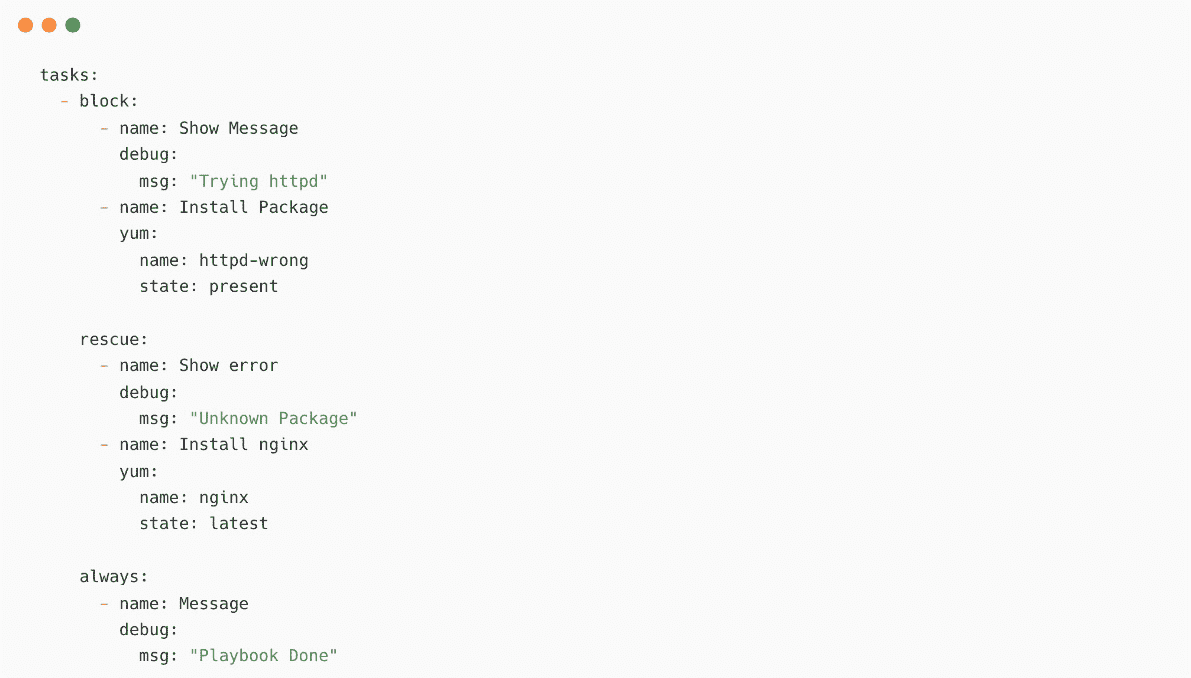 tasks:
  - block:
      - name: Show Message
        debug:
          msg: "Trying httpd"
      - name: Install Package
        yum:
          name: httpd-wrong
          state: present

    rescue:
      - name: Show error
        debug:
          msg: "Unknown Package"
      - name: Install nginx
        yum:
          name: nginx
          state: latest

    always:
      - name: Message
        debug:
          msg: "Playbook Done"